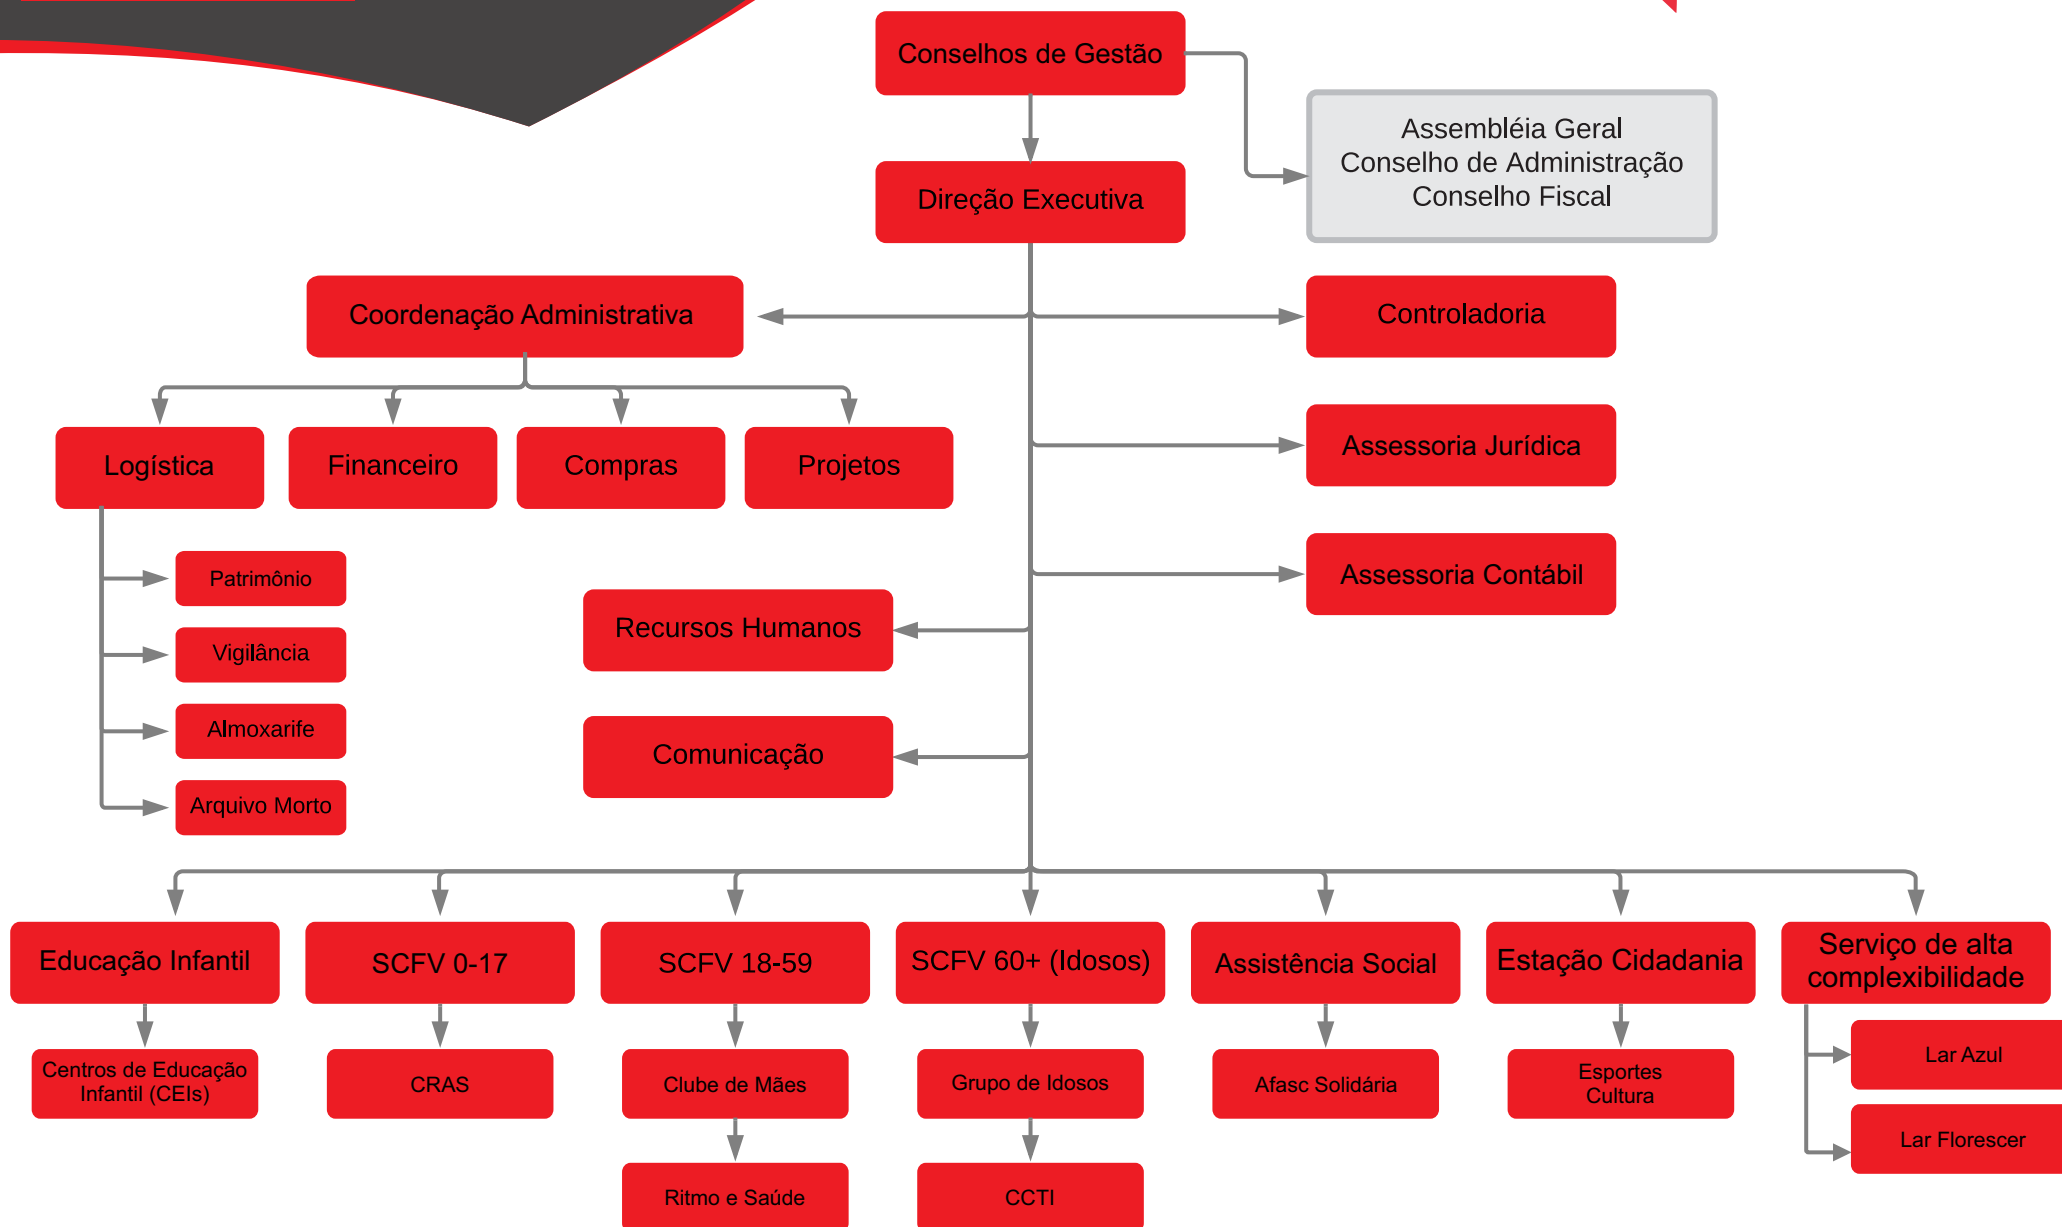 Conselhos de Gestão
Assembléia Geral
Conselho de Administração
Conselho Fiscal
Direção Executiva
Coordenação Administrativa
Controladoria
Logística
Financeiro
Compras
Projetos
Assessoria Jurídica
Patrimônio
Vigilância
Almoxarife
Arquivo Morto
Assessoria Contábil
Recursos Humanos
Comunicação
Educação Infantil
SCFV 0-17
SCFV 18-59
SCFV 60+ (Idosos)
Assistência Social
Estação Cidadania
Serviço de alta
complexibilidade
Centros de Educação
Infantil (CEIs)
CRAS
Clube de Mães
Grupo de Idosos
Afasc Solidária
Esportes
Cultura
Lar Azul
Lar Florescer
Ritmo e Saúde
CCTI